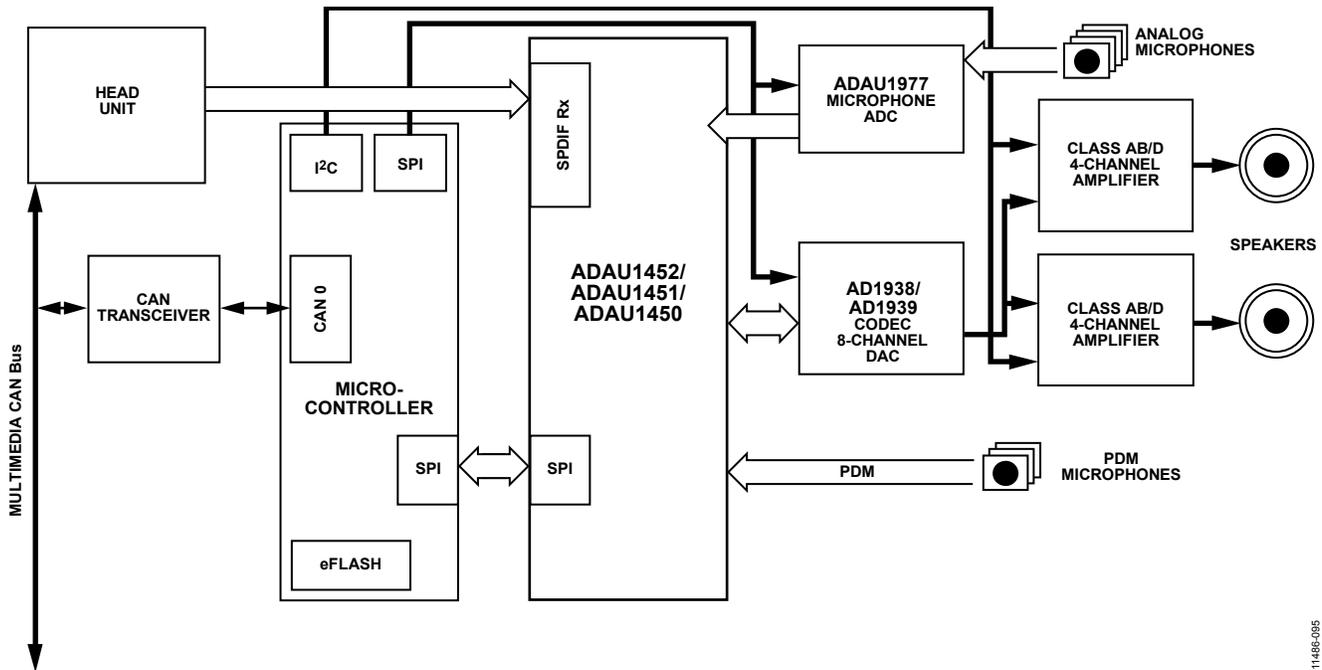 HEAD
UNIT
I²C
SPI
SPDIF Rx
ADAU1977
MICROPHONE
ADC
ANALOG
MICROPHONES
CLASS AB/D
4-CHANNEL
AMPLIFIER
SPEAKERS
CAN
TRANSCEIVER
CAN 0
ADAU1452/
ADAU1451/
ADAU1450
AD1938/
AD1939
CODEC
8-CHANNEL
DAC
CLASS AB/D
4-CHANNEL
AMPLIFIER
MULTIMEDIA CAN Bus
MICRO-
CONTROLLER
SPI
SPI
PDM
PDM
MICROPHONES
eFLASH
11486-095